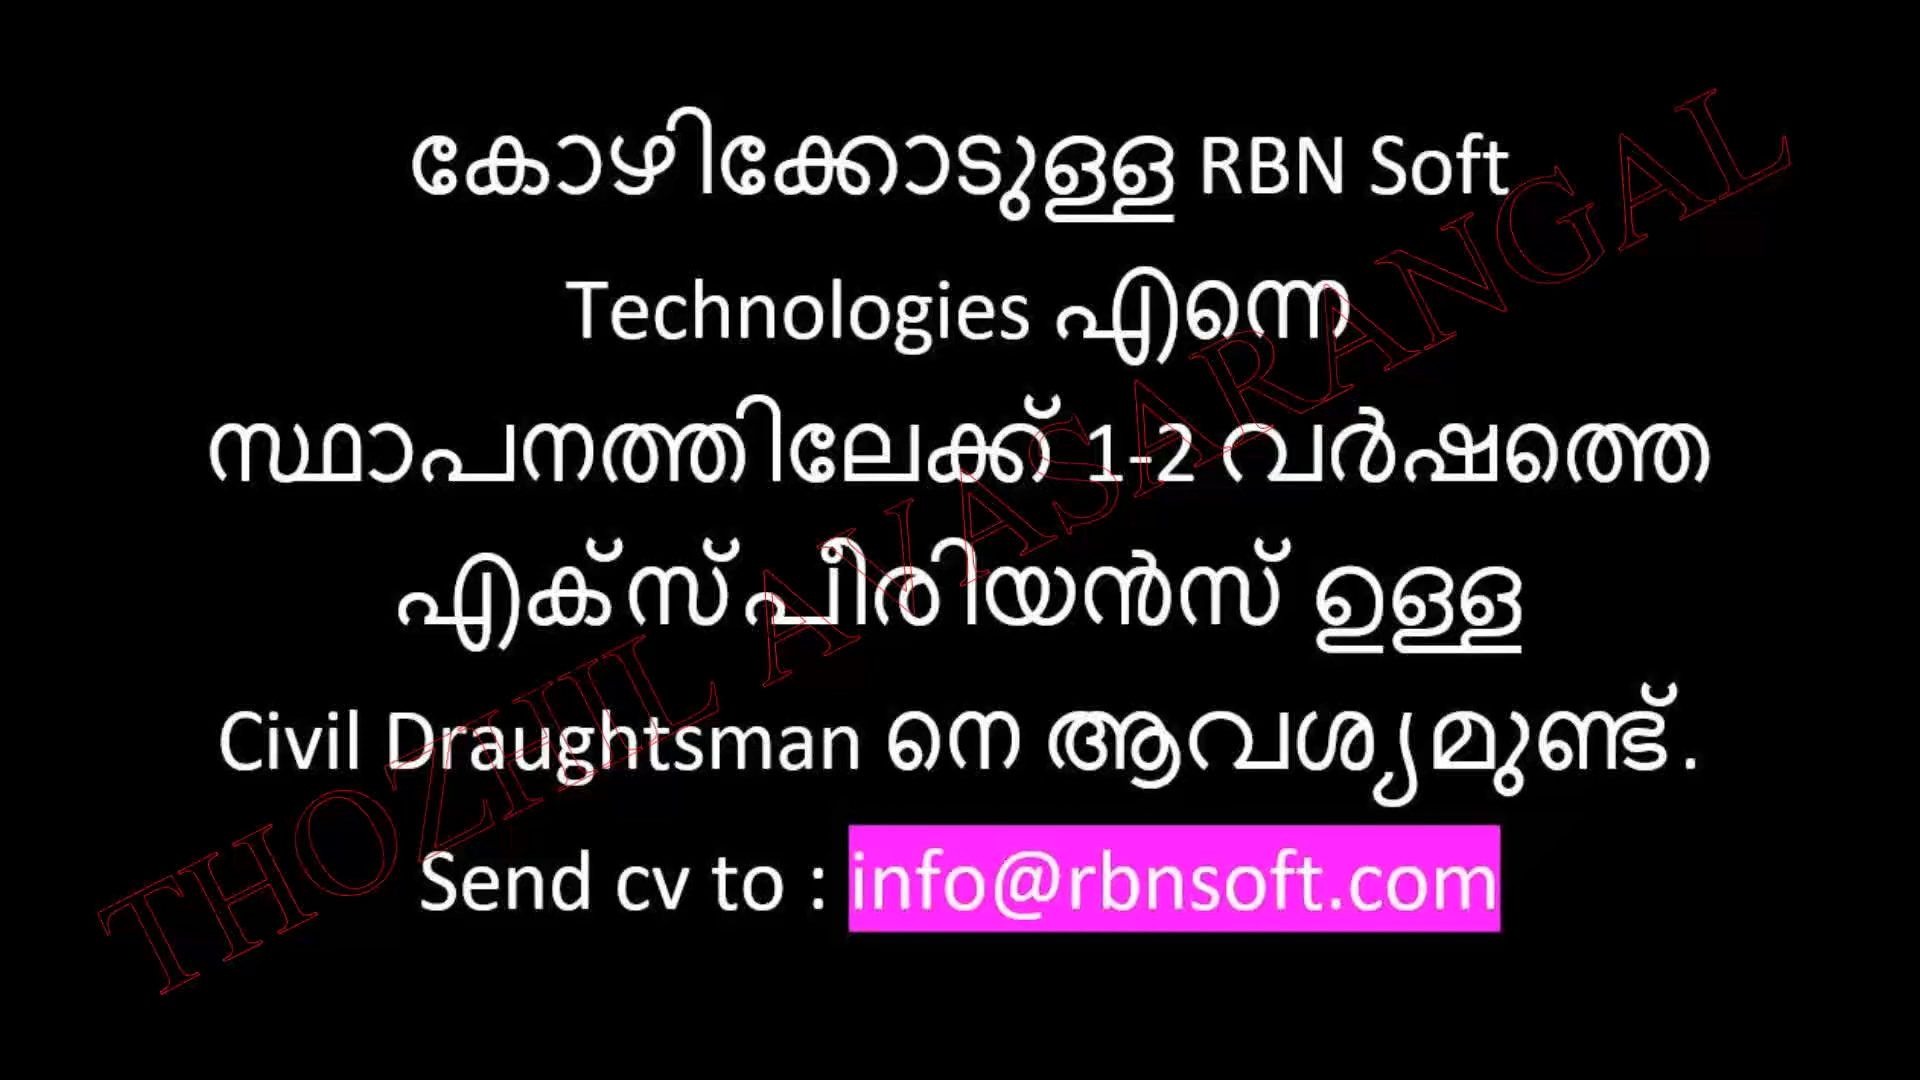 കോഴിക്കോടുള്ള RBN Soft
Technologies എന്നെ
സ്ഥാപനത്തിലേക്ക് 1-2 വർഷത്തെ
എക്സ്പീരിയൻസ് ഉള്ള
Civil Draughtsman നെ ആവശ്യമുണ്ട്.
Send cv to : info@rbnsoft.com
THOZHIL AVASARANGAL